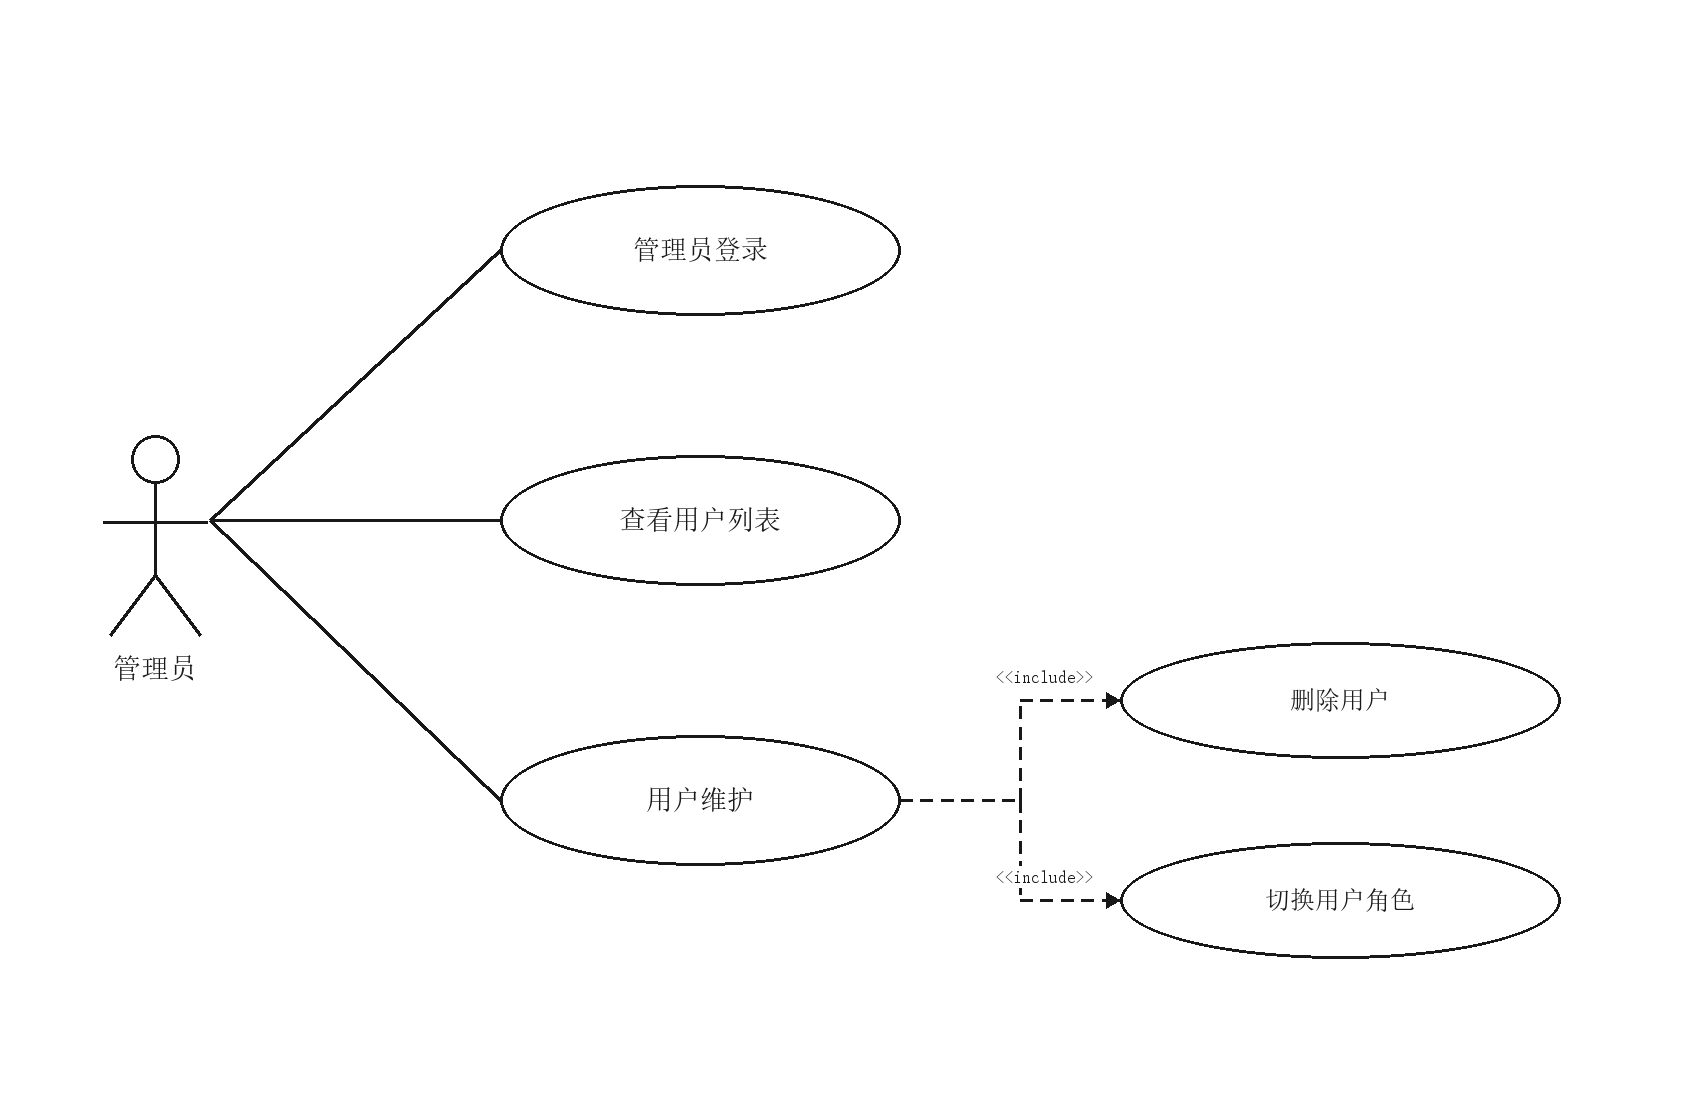 管理员登录
查看用户列表
管理员
<<include>>
删除用户
用户维护
<<include>>
切换用户角色